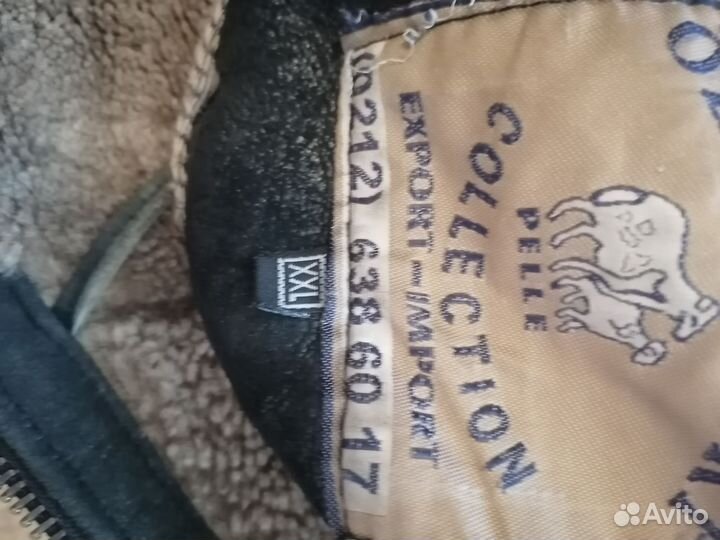 PELLE
COLLECTION
EXPORT-IMPORT
(0212) 638 60 17
XXL
Avito